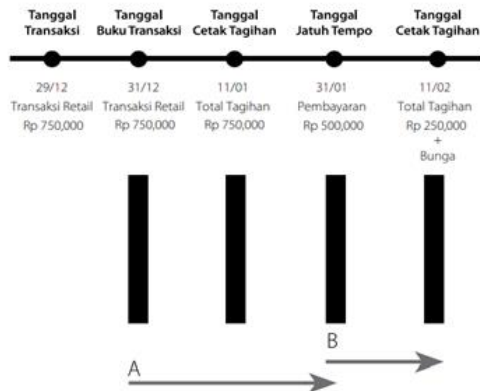 Tanggal
Transaksi
Tanggal
Buku Transaksi
Tanggal
Cetak Tagihan
Tanggal
Jatuh Tempo
Tanggal
Cetak Tagihan
29/12
Transaksi Retail
Rp 750,000
31/12
Transaksi Retail
Rp 750,000
11/01
Total Tagihan
Rp 750,000
31/01
Pembayaran
Rp 500,000
11/02
Total Tagihan
Rp 250,000
+
Bunga
B
A